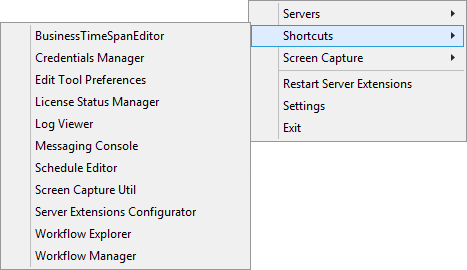 Servers
Shortcuts
Screen Capture
Restart Server Extensions
Settings
Exit
BusinessTimeSpanEditor
Credentials Manager
Edit Tool Preferences
License Status Manager
Log Viewer
Messaging Console
Schedule Editor
Screen Capture Util
Server Extensions Configurator
Workflow Explorer
Workflow Manager